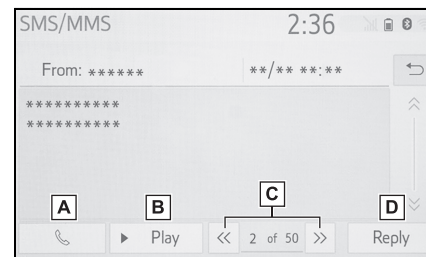 SMS/MMS 2:36
From: ****** **/** **:**
**********
**********
A B C D
Play << 2 of 50 >> Reply